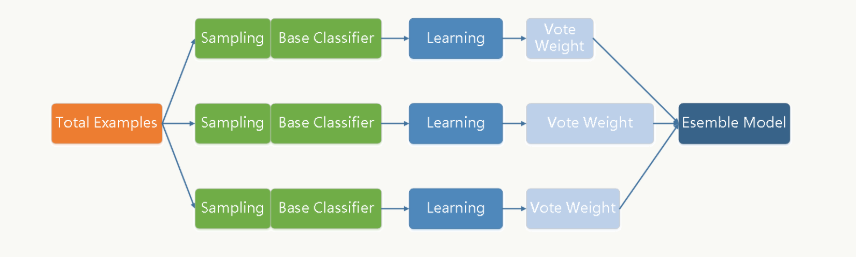 Sampling Base Classifier Learning Vote
Weight
Total Examples Sampling Base Classifier Learning Vote Weight Esemble Model
Sampling Base Classifier Learning Vote Weight